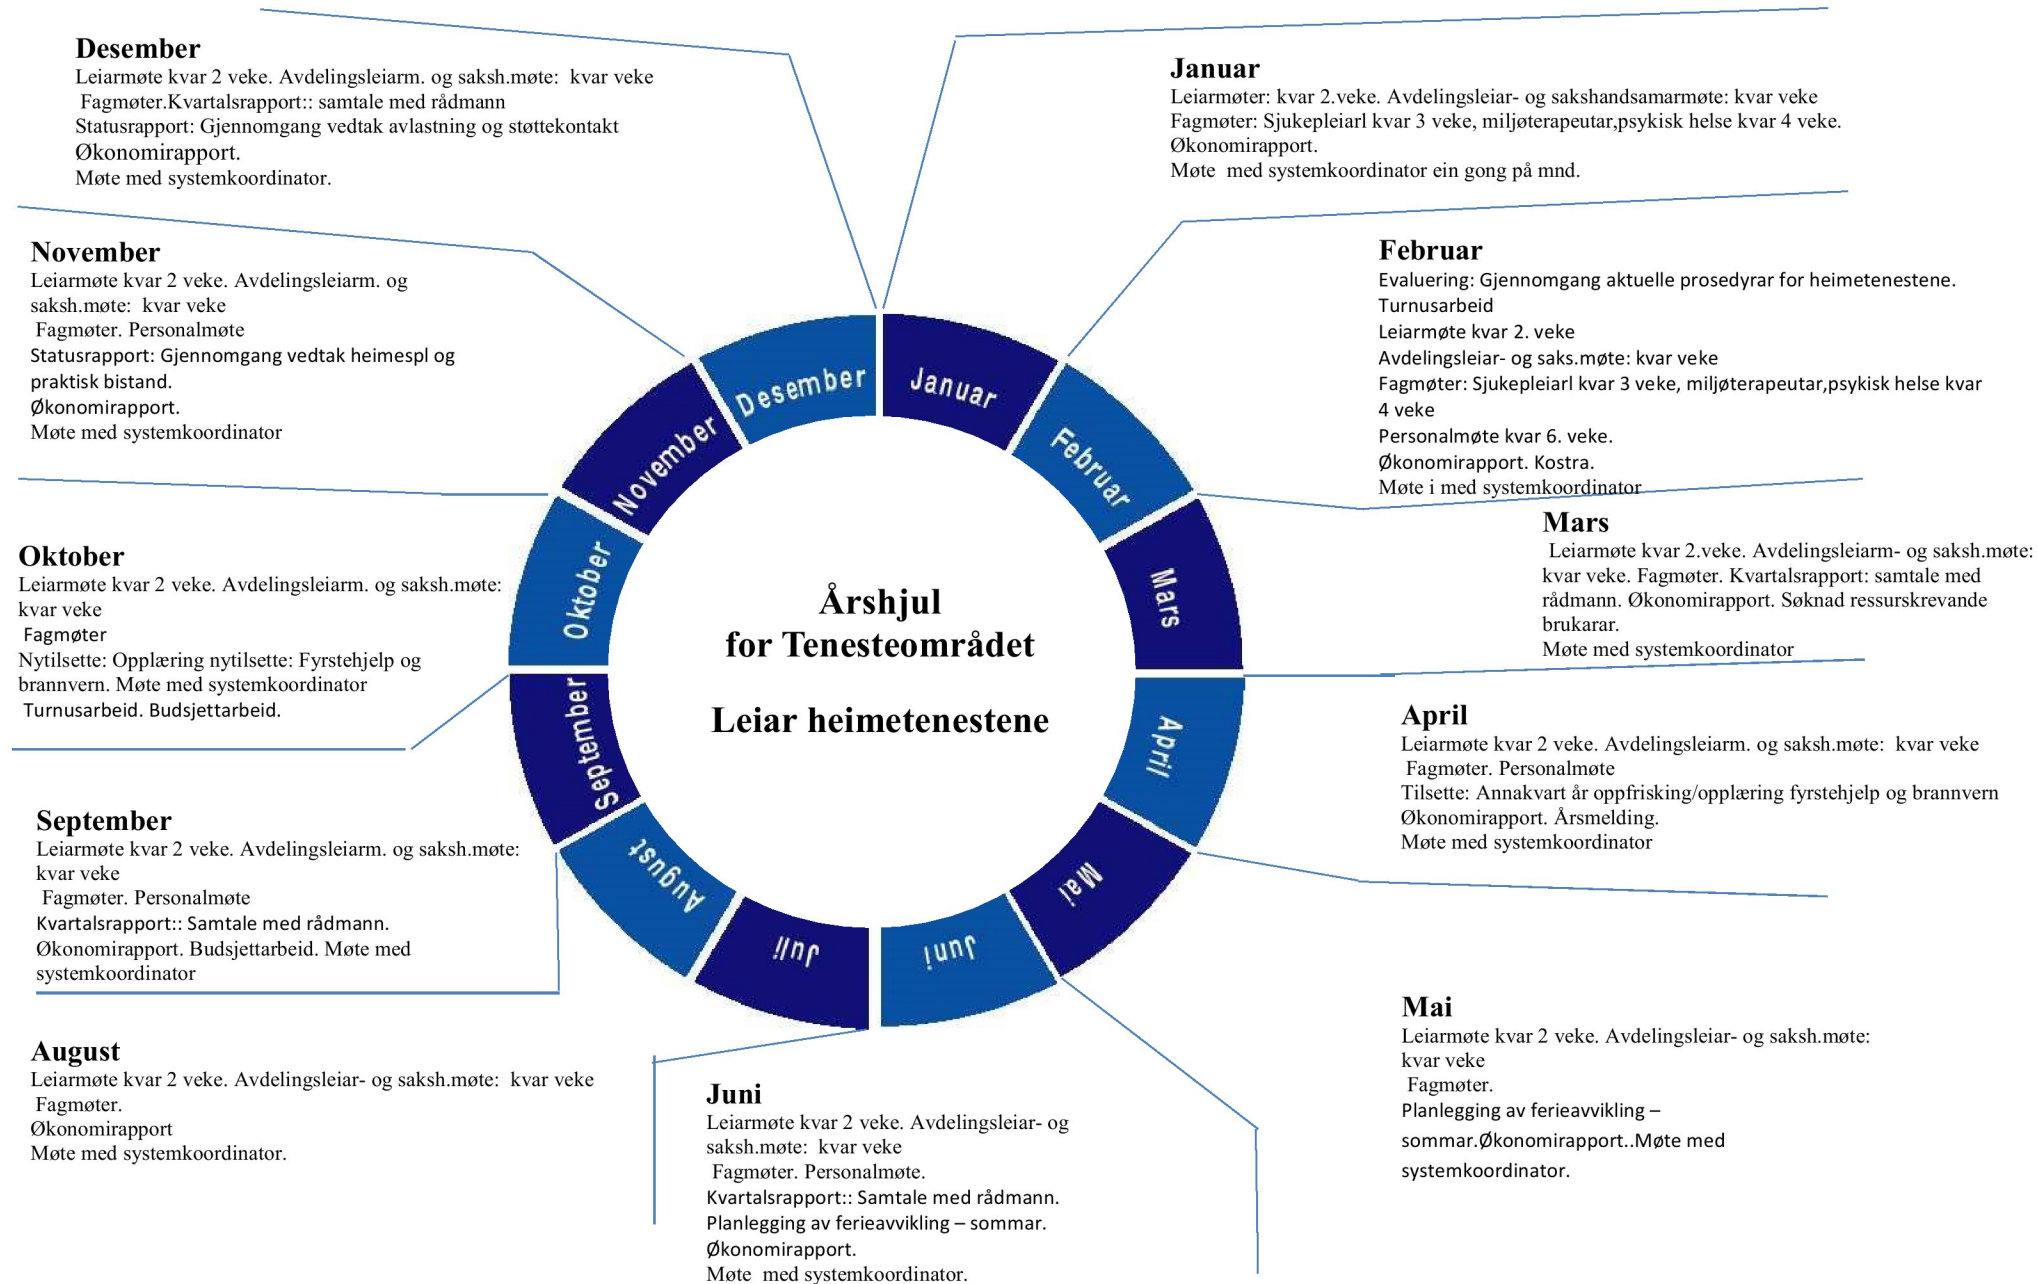 Desember
Leiarmøte kvar 2 veke. Avdelingsleiarm. og saksh.møte:  kvar veke
Fagmøter.Kvartalsrapport:: samtale med rådmann
Statusrapport: Gjennomgang vedtak avlastning og støttekontakt
Økonomirapport.
Møte med systemkoordinator.
Januar
Leiarmøter: kvar 2.veke. Avdelingsleiar- og sakshandsamarmøte: kvar veke
Fagmøter: Sjukepleiarl kvar 3 veke, miljøterapeutar,psykisk helse kvar 4 veke.
Økonomirapport.
Møte  med systemkoordinator ein gong på mnd.
November
Leiarmøte kvar 2 veke. Avdelingsleiarm. og
saksh.møte:  kvar veke
Fagmøter. Personalmøte
Statusrapport: Gjennomgang vedtak heimespl og
praktisk bistand.
Økonomirapport.
Møte med systemkoordinator
Februar
Evaluering: Gjennomgang aktuelle prosedyrar for heimetenestene.
Turnusarbeid
Leiarmøte kvar 2. veke
Avdelingsleiar- og saks.møte: kvar veke
Fagmøter: Sjukepleiarl kvar 3 veke, miljøterapeutar,psykisk helse kvar
4 veke
Personalmøte kvar 6. veke.
Økonomirapport. Kostra.
Møte i med systemkoordinator
Mars
Leiarmøte kvar 2.veke. Avdelingsleiarm- og saksh.møte:
kvar veke. Fagmøter. Kvartalsrapport: samtale med
rådmann. Økonomirapport. Søknad ressurskrevande
brukarar.
Møte med systemkoordinator
Oktober
Leiarmøte kvar 2 veke. Avdelingsleiarm. og saksh.møte:
kvar veke
Fagmøter
Nytilsette: Opplæring nytilsette: Fyrstehjelp og
brannvern. Møte med systemkoordinator
Turnusarbeid. Budsjettarbeid.
Januar
Februar
Mars
April
Mai
Juni
Juli
August
September
Oktober
November
Desember
Årshjul
for Tenesteområdet
Leiar heimetenestene
April
Leiarmøte kvar 2 veke. Avdelingsleiarm. og saksh.møte:  kvar veke
Fagmøter. Personalmøte
Tilsette: Annakvart år oppfrisking/opplæring fyrstehjelp og brannvern
Økonomirapport. Årsmelding.
Møte med systemkoordinator
September
Leiarmøte kvar 2 veke. Avdelingsleiarm. og saksh.møte:
kvar veke
Fagmøter. Personalmøte
Kvartalsrapport:: Samtale med rådmann.
Økonomirapport. Budsjettarbeid. Møte med
systemkoordinator
Mai
Leiarmøte kvar 2 veke. Avdelingsleiar- og saksh.møte:
kvar veke
Fagmøter.
Planlegging av ferieavvikling –
sommar.Økonomirapport..Møte med
systemkoordinator.
August
Leiarmøte kvar 2 veke. Avdelingsleiar- og saksh.møte:  kvar veke
Fagmøter.
Økonomirapport
Møte med systemkoordinator.
Juni
Leiarmøte kvar 2 veke. Avdelingsleiar- og
saksh.møte:  kvar veke
Fagmøter. Personalmøte.
Kvartalsrapport:: Samtale med rådmann.
Planlegging av ferieavvikling – sommar.
Økonomirapport.
Møte  med systemkoordinator.